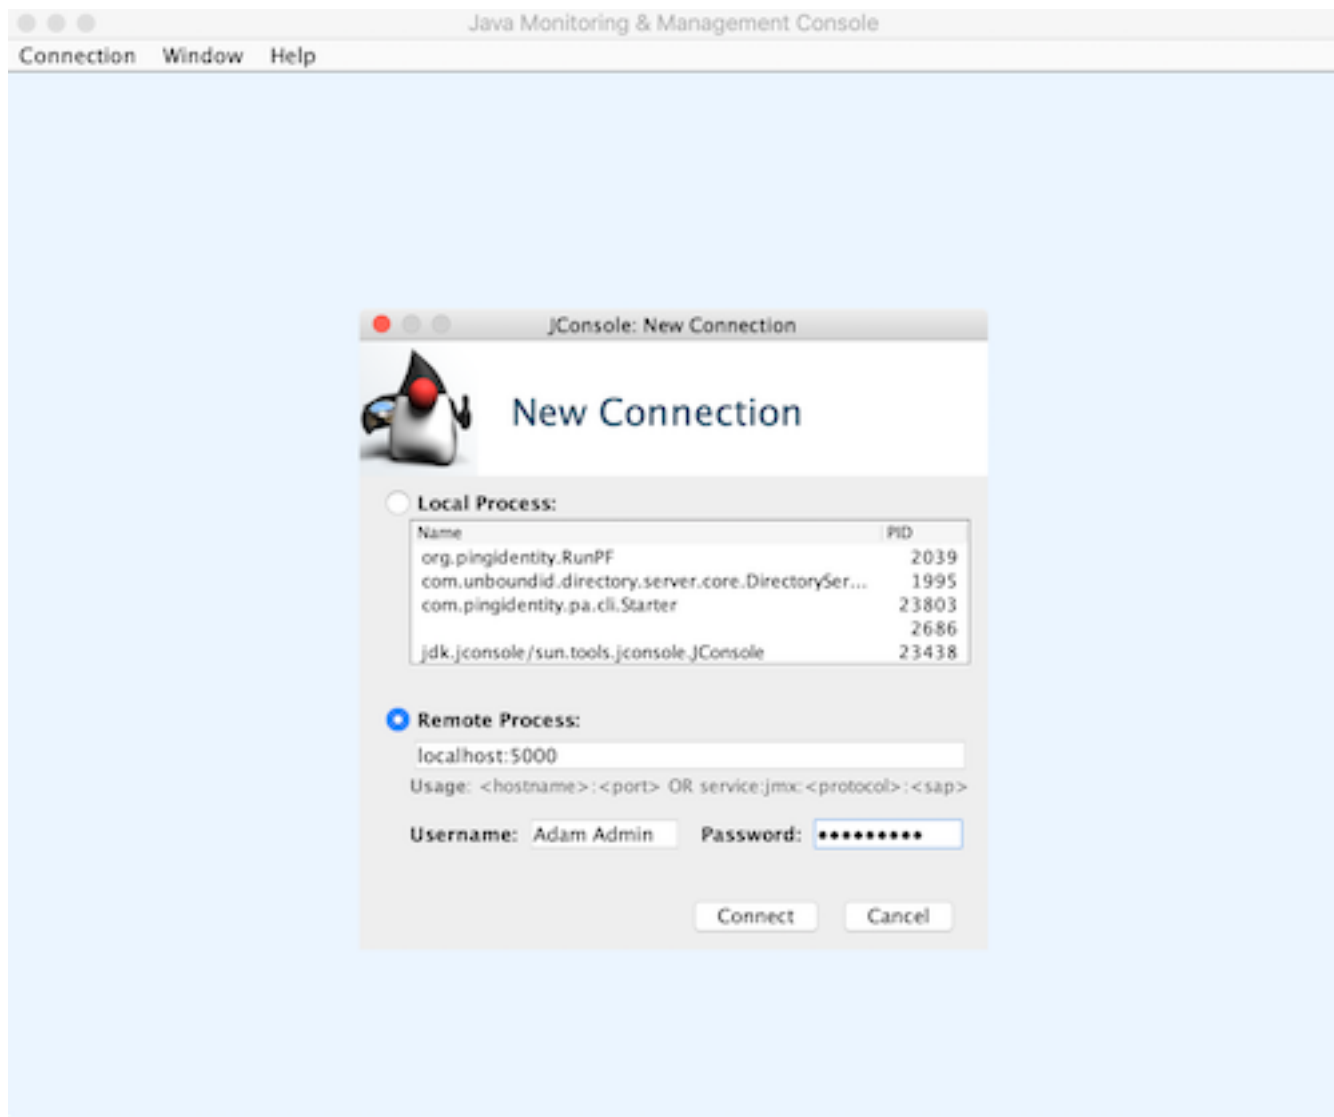 Java Monitoring & Management Console
Connection Window Help
JConsole: New Connection
New Connection
Local Process:
Name PID
org.pingidentity.RunPF 2039
com.unboundid.directory.server.core.DirectorySer... 1995
com.pingidentity.pa.cli.Starter 23803
2686
jdk.jconsole/sun.tools.jconsole.JConsole 23438
Remote Process:
localhost:5000
Usage: <hostname>:<port> OR service:jmx:<protocol>:<sap>
Username: Adam Admin Password: •••••••••
Connect Cancel